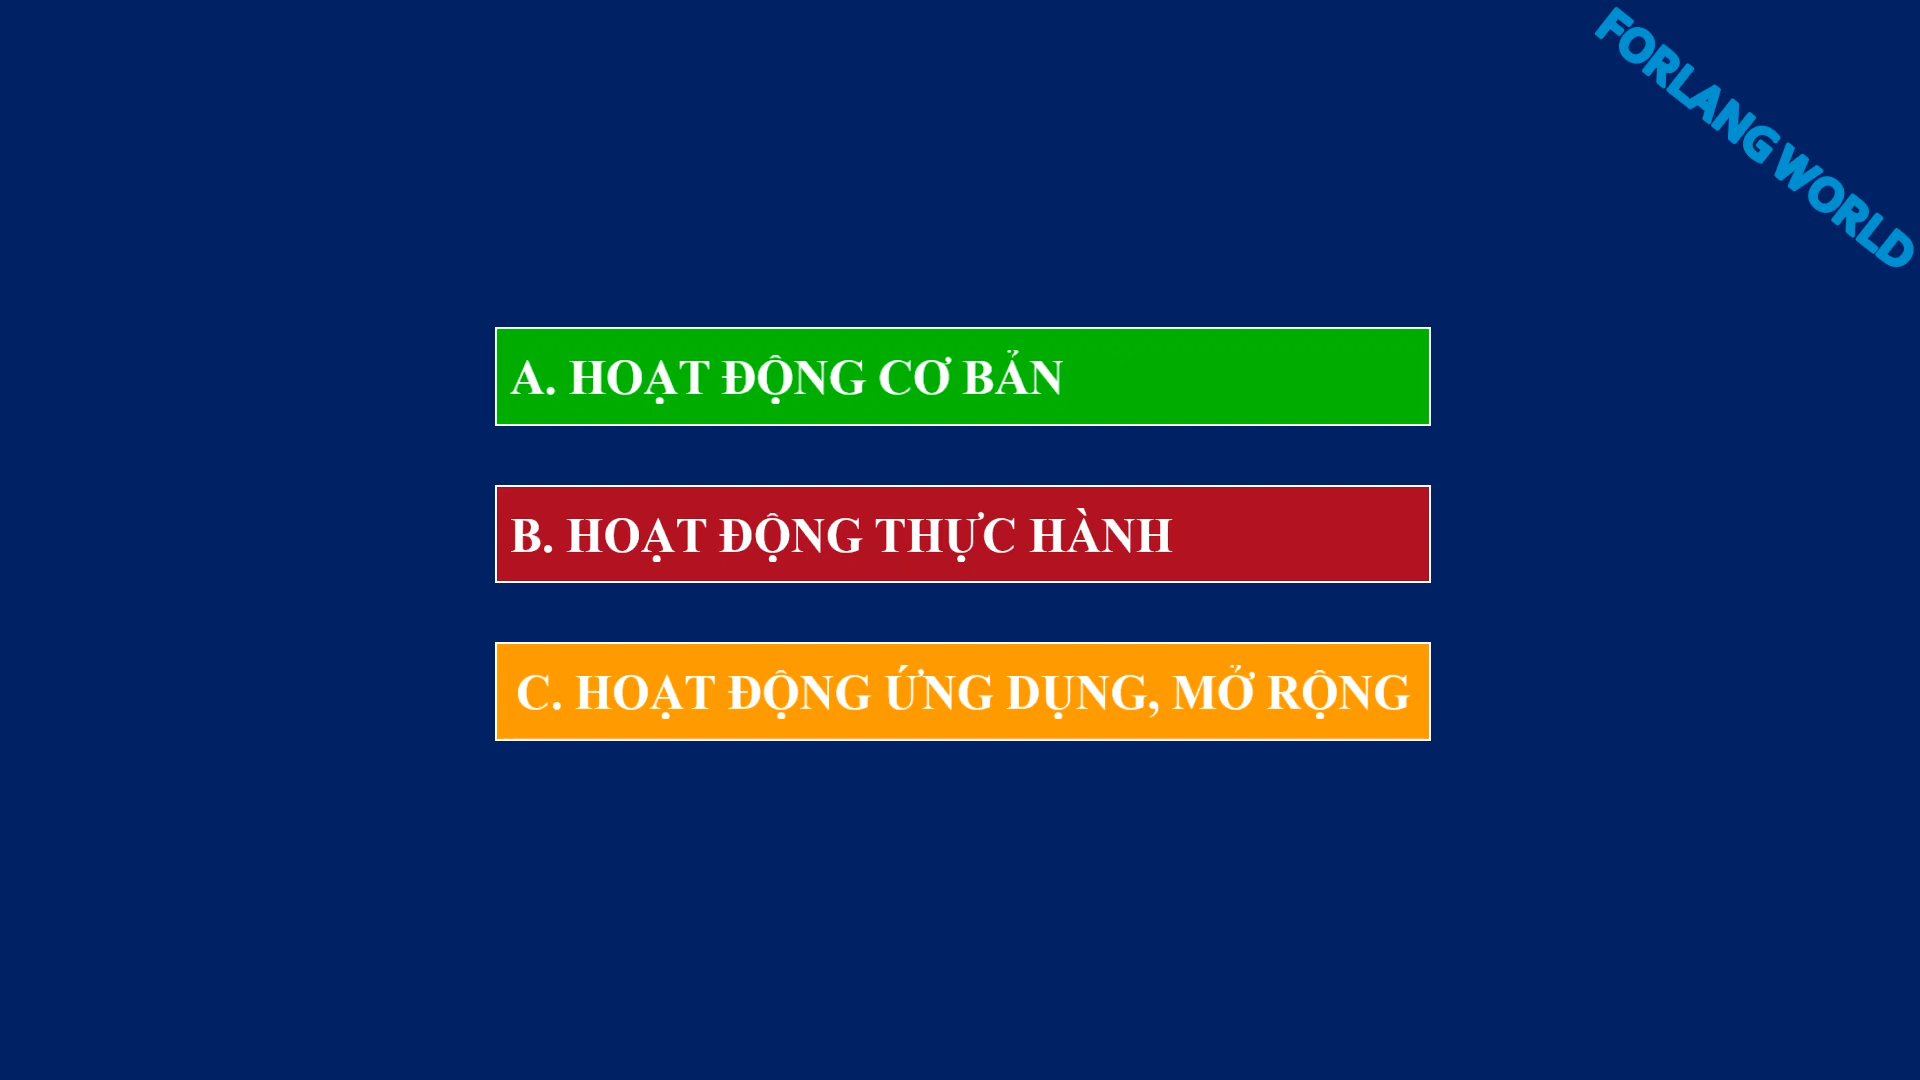 FORLANG WORLD
A. HOẠT ĐỘNG CƠ BẢN
B. HOẠT ĐỘNG THỰC HÀNH
C. HOẠT ĐỘNG ỨNG DỤNG, MỞ RỘNG